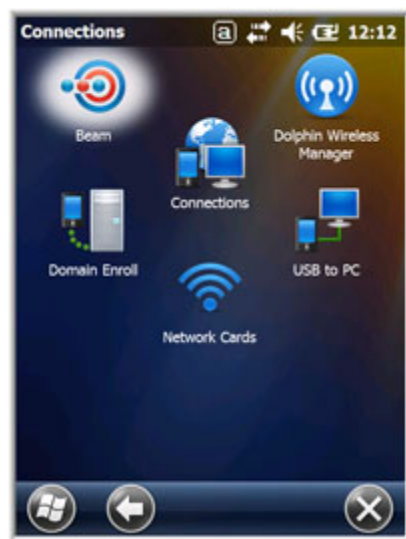 Connections a 12:12
Beam
Dolphin Wireless
Manager
Connections
Domain Enroll
USB to PC
Network Cards